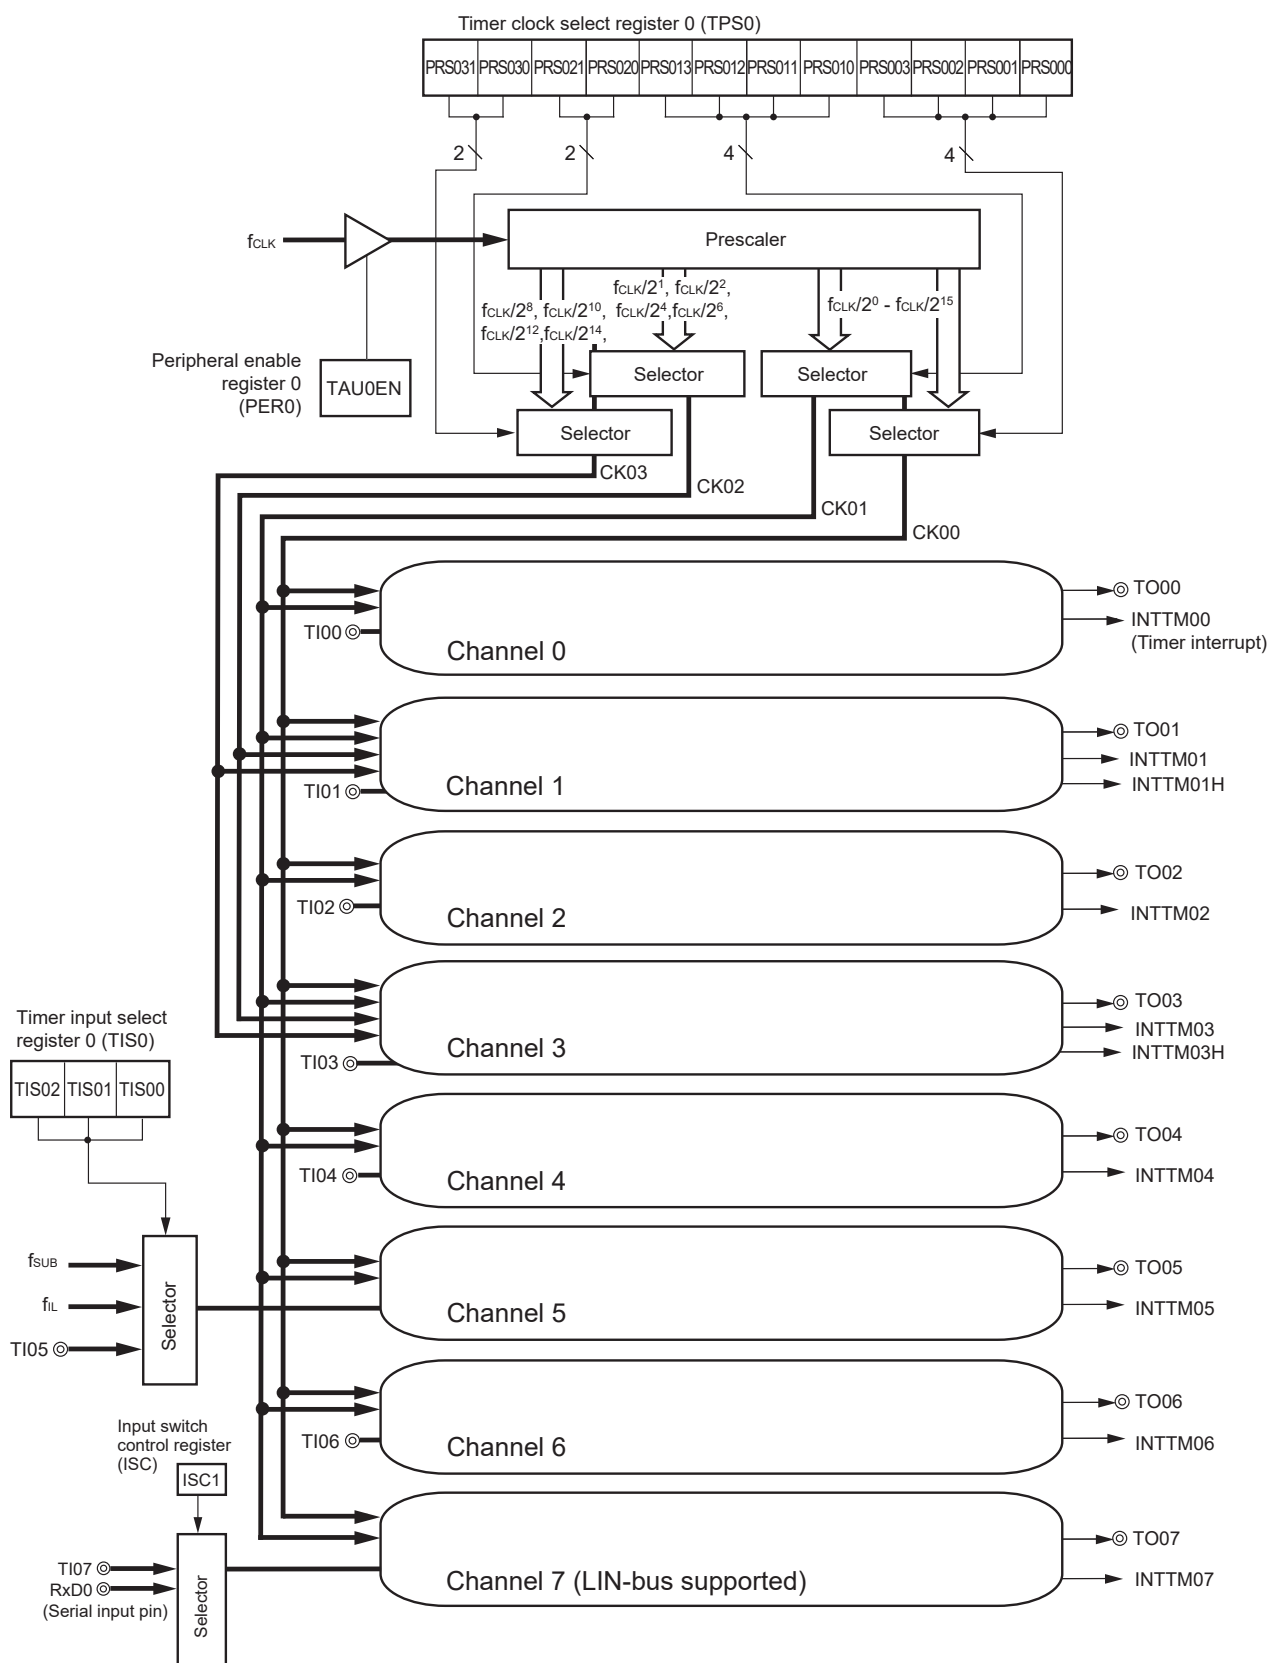 Timer clock select register 0 (TPS0)
PRS031 PRS030 PRS021 PRS020 PRS013 PRS012 PRS011 PRS010 PRS003 PRS002 PRS001 PRS000
2 2 4 4
fCLK
Prescaler
fCLK/2¹, fCLK/2²,
fCLK/2⁴,fCLK/2⁶,
fCLK/2⁸, fCLK/2¹⁰,
fCLK/2¹²,fCLK/2¹⁴,
fCLK/2⁰ - fCLK/2¹⁵
Peripheral enable
register 0
(PER0)
TAU0EN
Selector Selector
Selector Selector
CK03
CK02
CK01
CK00
TI00
Channel 0
TO00
INTTM00
(Timer interrupt)
TI01
Channel 1
TO01
INTTM01
INTTM01H
TI02
Channel 2
TO02
INTTM02
TI03
Channel 3
TO03
INTTM03
INTTM03H
Timer input select
register 0 (TIS0)
TIS02 TIS01 TIS00
TI04
Channel 4
TO04
INTTM04
fSUB
fIL
TI05
Selector
Channel 5
TO05
INTTM05
TI06
Channel 6
TO06
INTTM06
Input switch
control register
(ISC)
ISC1
TI07
RxD0
(Serial input pin)
Selector
Channel 7 (LIN-bus supported)
TO07
INTTM07